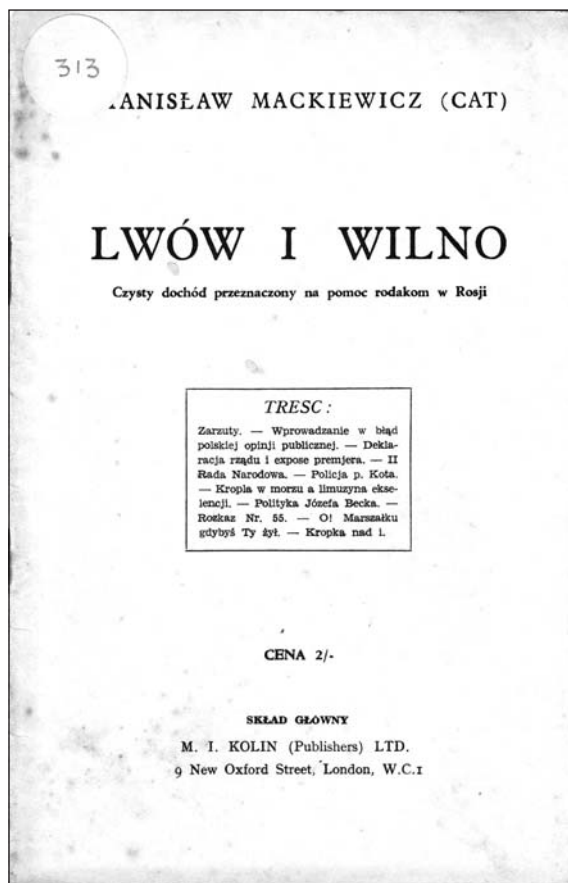 313
TANISŁAW MACKIEWICZ (CAT)
LWÓW I WILNO
Czysty dochód przeznaczony na pomoc rodakom w Rosji
TRESC :
Zarzuty. — Wprowadzanie w błąd
polskiej opinji publicznej. — Dekla-
racja rządu i expose premjera. — II
Rada Narodowa. — Policja p. Kota.
— Kropla w morzu a limuzyna eksce-
lencji. — Polityka Józefa Becka. —
Rozkaz Nr. 55. — O! Marszałku
gdybyś Ty żył. — Kropka nad i.
CENA 2/-
SKŁAD GŁÓWNY
M. I. KOLIN (Publishers) LTD.
9 New Oxford Street, London, W.C.1